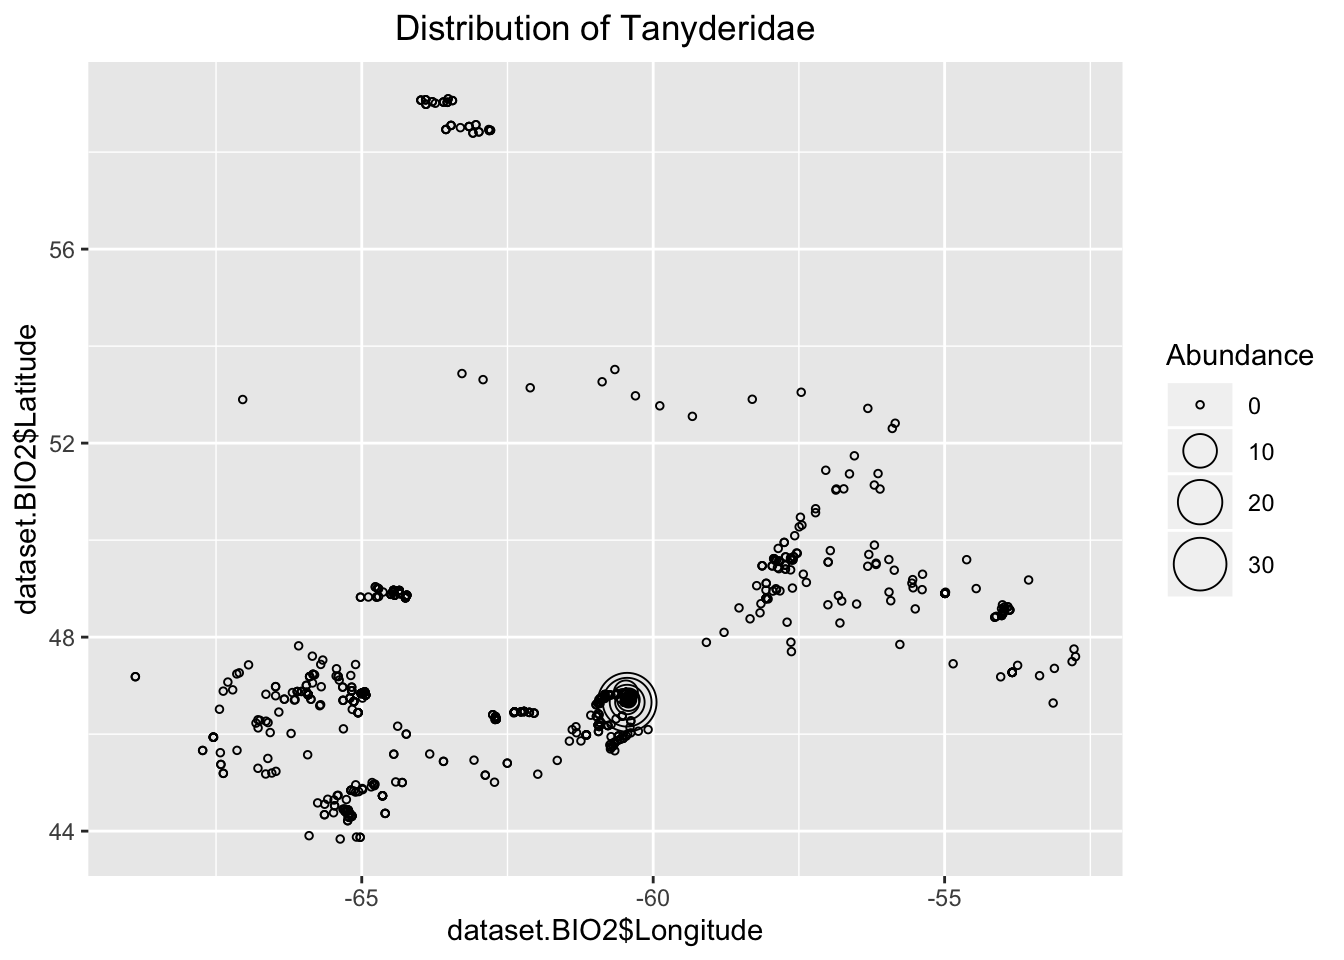 Distribution of Tanyderidae
dataset.BIO2$Latitude
56
52
48
44
-65
-60
-55
dataset.BIO2$Longitude
Abundance
0
10
20
30